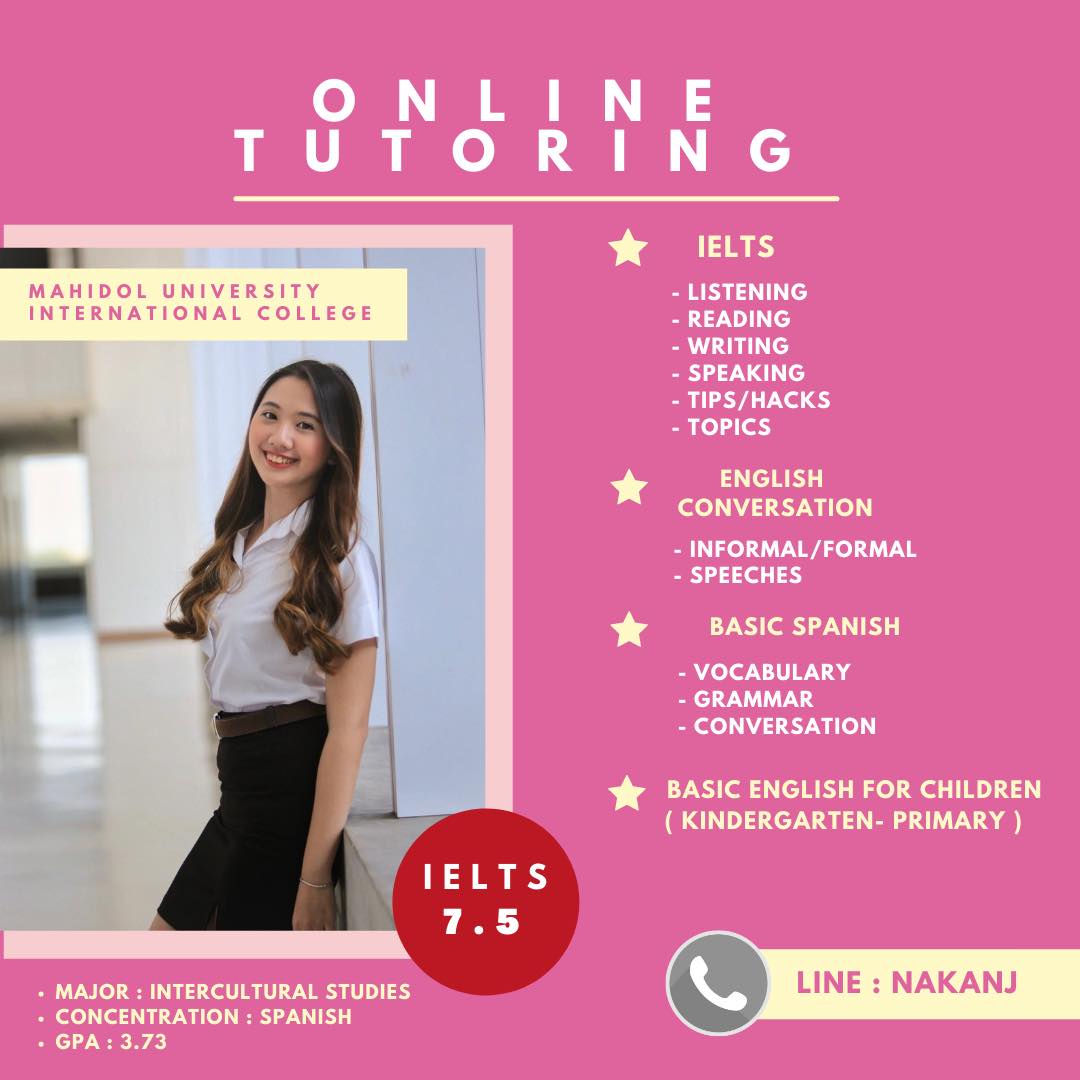 ONLINE
TUTORING
MAHIDOL UNIVERSITY
INTERNATIONAL COLLEGE
IELTS
7.5
• MAJOR : INTERCULTURAL STUDIES
• CONCENTRATION : SPANISH
• GPA : 3.73
IELTS
- LISTENING
- READING
- WRITING
- SPEAKING
- TIPS/HACKS
- TOPICS
ENGLISH
CONVERSATION
- INFORMAL/FORMAL
- SPEECHES
BASIC SPANISH
- VOCABULARY
- GRAMMAR
- CONVERSATION
BASIC ENGLISH FOR CHILDREN
( KINDERGARTEN- PRIMARY )
LINE : NAKANJ